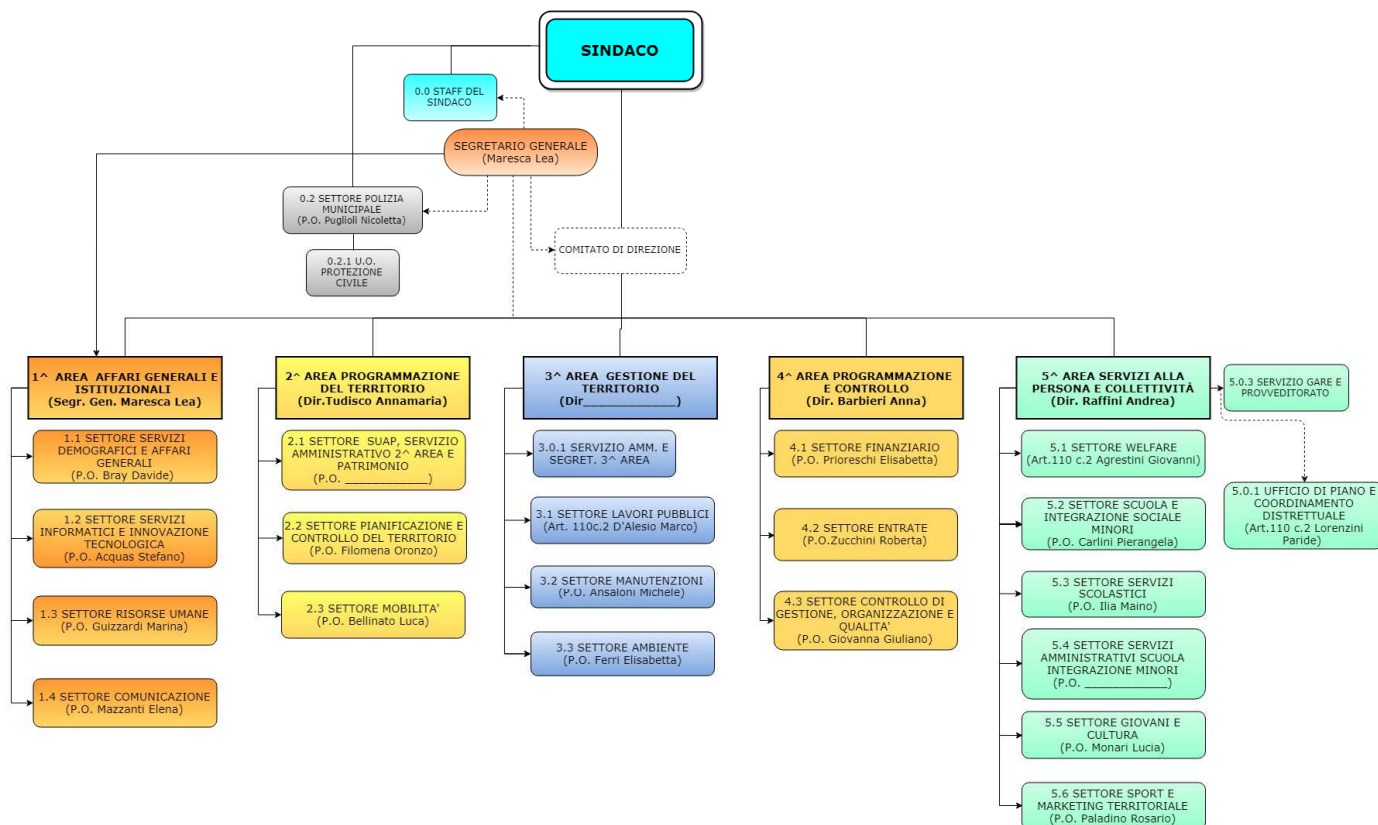 SINDACO
0.0 STAFF DEL
SINDACO
SEGRETARIO GENERALE
(Maresca Lea)
0.2 SETTORE POLIZIA
MUNICIPALE
(P.O. Puglioli Nicoletta)
COMITATO DI DIREZIONE
0.2.1 U.O.
PROTEZIONE
CIVILE
1^ AREA AFFARI GENERALI E
ISTITUZIONALI
(Segr. Gen. Maresca Lea)
1.1 SETTORE SERVIZI
DEMOGRAFICI E AFFARI
GENERALI
(P.O. Bray Davide)
1.2 SETTORE SERVIZI
INFORMATICI E INNOVAZIONE
TECNOLOGICA
(P.O. Acquas Stefano)
1.3 SETTORE RISORSE UMANE
(P.O. Guizzardi Marina)
1.4 SETTORE COMUNICAZIONE
(P.O. Mazzanti Elena)
2^ AREA PROGRAMMAZIONE
DEL TERRITORIO
(Dir.Tudisco Annamaria)
2.1 SETTORE SUAP, SERVIZIO
AMMINISTRATIVO 2^ AREA E
PATRIMONIO
(P.O. _____________)
2.2 SETTORE PIANIFICAZIONE E
CONTROLLO DEL TERRITORIO
(P.O. Filomena Oronzo)
2.3 SETTORE MOBILITA'
(P.O. Bellinato Luca)
3^ AREA GESTIONE DEL
TERRITORIO
(Dir_____________)
3.0.1 SERVIZIO AMM. E
SEGRET. 3^ AREA
3.1 SETTORE LAVORI PUBBLICI
(Art. 110c.2 D'Alesio Marco)
3.2 SETTORE MANUTENZIONI
(P.O. Ansaloni Michele)
3.3 SETTORE AMBIENTE
(P.O. Ferri Elisabetta)
4^ AREA PROGRAMMAZIONE
E CONTROLLO
(Dir. Barbieri Anna)
4.1 SETTORE FINANZIARIO
(P.O. Prioreschi Elisabetta)
4.2 SETTORE ENTRATE
(P.O.Zucchini Roberta)
4.3 SETTORE CONTROLLO DI
GESTIONE, ORGANIZZAZIONE E
QUALITA'
(P.O. Giovanna Giuliano)
5^ AREA SERVIZI ALLA
PERSONA E COLLETTIVITÀ
(Dir. Raffini Andrea)
5.0.3 SERVIZIO GARE E
PROVVEDITORATO
5.0.1 UFFICIO DI PIANO E
COORDINAMENTO
DISTRETTUALE
(Art.110 c.2 Lorenzini
Paride)
5.1 SETTORE WELFARE
(Art.110 c.2 Agrestini Giovanni)
5.2 SETTORE SCUOLA E
INTEGRAZIONE SOCIALE
MINORI
(P.O. Carlini Pierangela)
5.3 SETTORE SERVIZI
SCOLASTICI
(P.O. Ilia Maino)
5.4 SETTORE SERVIZI
AMMINISTRATIVI SCUOLA
INTEGRAZIONE MINORI
(P.O. _____________)
5.5 SETTORE GIOVANI E
CULTURA
(P.O. Monari Lucia)
5.6 SETTORE SPORT E
MARKETING TERRITORIALE
(P.O. Paladino Rosario)